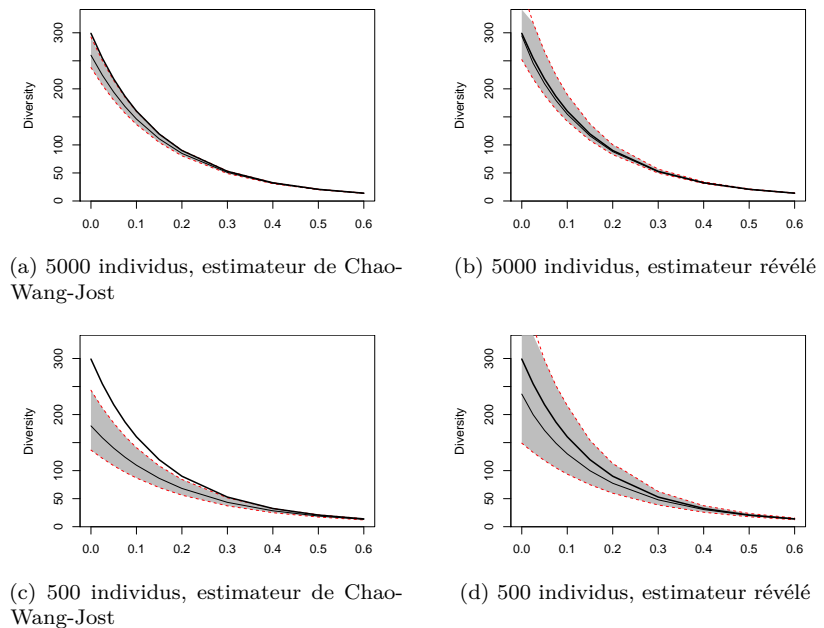 300
200
100
50
0
Diversity
0.0 0.1 0.2 0.3 0.4 0.5 0.6
(a) 5000 individus, estimateur de Chao-
Wang-Jost
300
200
100
50
0
Diversity
0.0 0.1 0.2 0.3 0.4 0.5 0.6
(b) 5000 individus, estimateur révélé
300
200
100
50
0
Diversity
0.0 0.1 0.2 0.3 0.4 0.5 0.6
(c) 500 individus, estimateur de Chao-
Wang-Jost
300
200
100
50
0
Diversity
0.0 0.1 0.2 0.3 0.4 0.5 0.6
(d) 500 individus, estimateur révélé